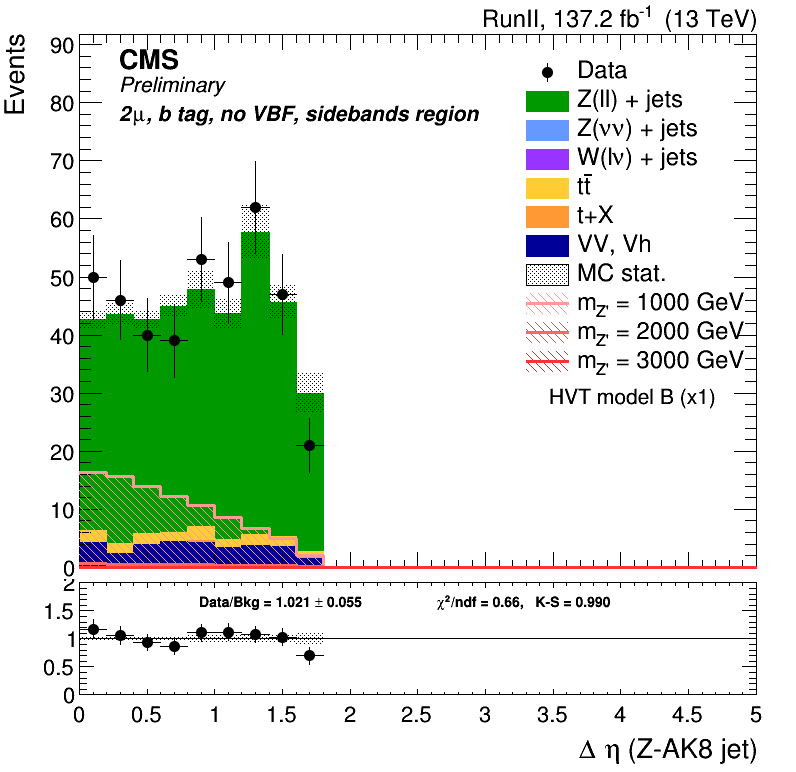 RunII, 137.2 fb⁻¹ (13 TeV)
Events
CMS
Preliminary
2μ, b tag, no VBF, sidebands region
Data
Z(ll) + jets
Z(νν) + jets
W(lν) + jets
tt̄
t+X
VV, Vh
MC stat.
m_Z' = 1000 GeV
m_Z' = 2000 GeV
m_Z' = 3000 GeV
HVT model B (x1)
90
80
70
60
50
40
30
20
10
0
Data/Bkg = 1.021 ± 0.055 χ²/ndf = 0.66, K-S = 0.990
2
1.5
1
0.5
0
0 0.5 1 1.5 2 2.5 3 3.5 4 4.5 5
Δ η (Z-AK8 jet)